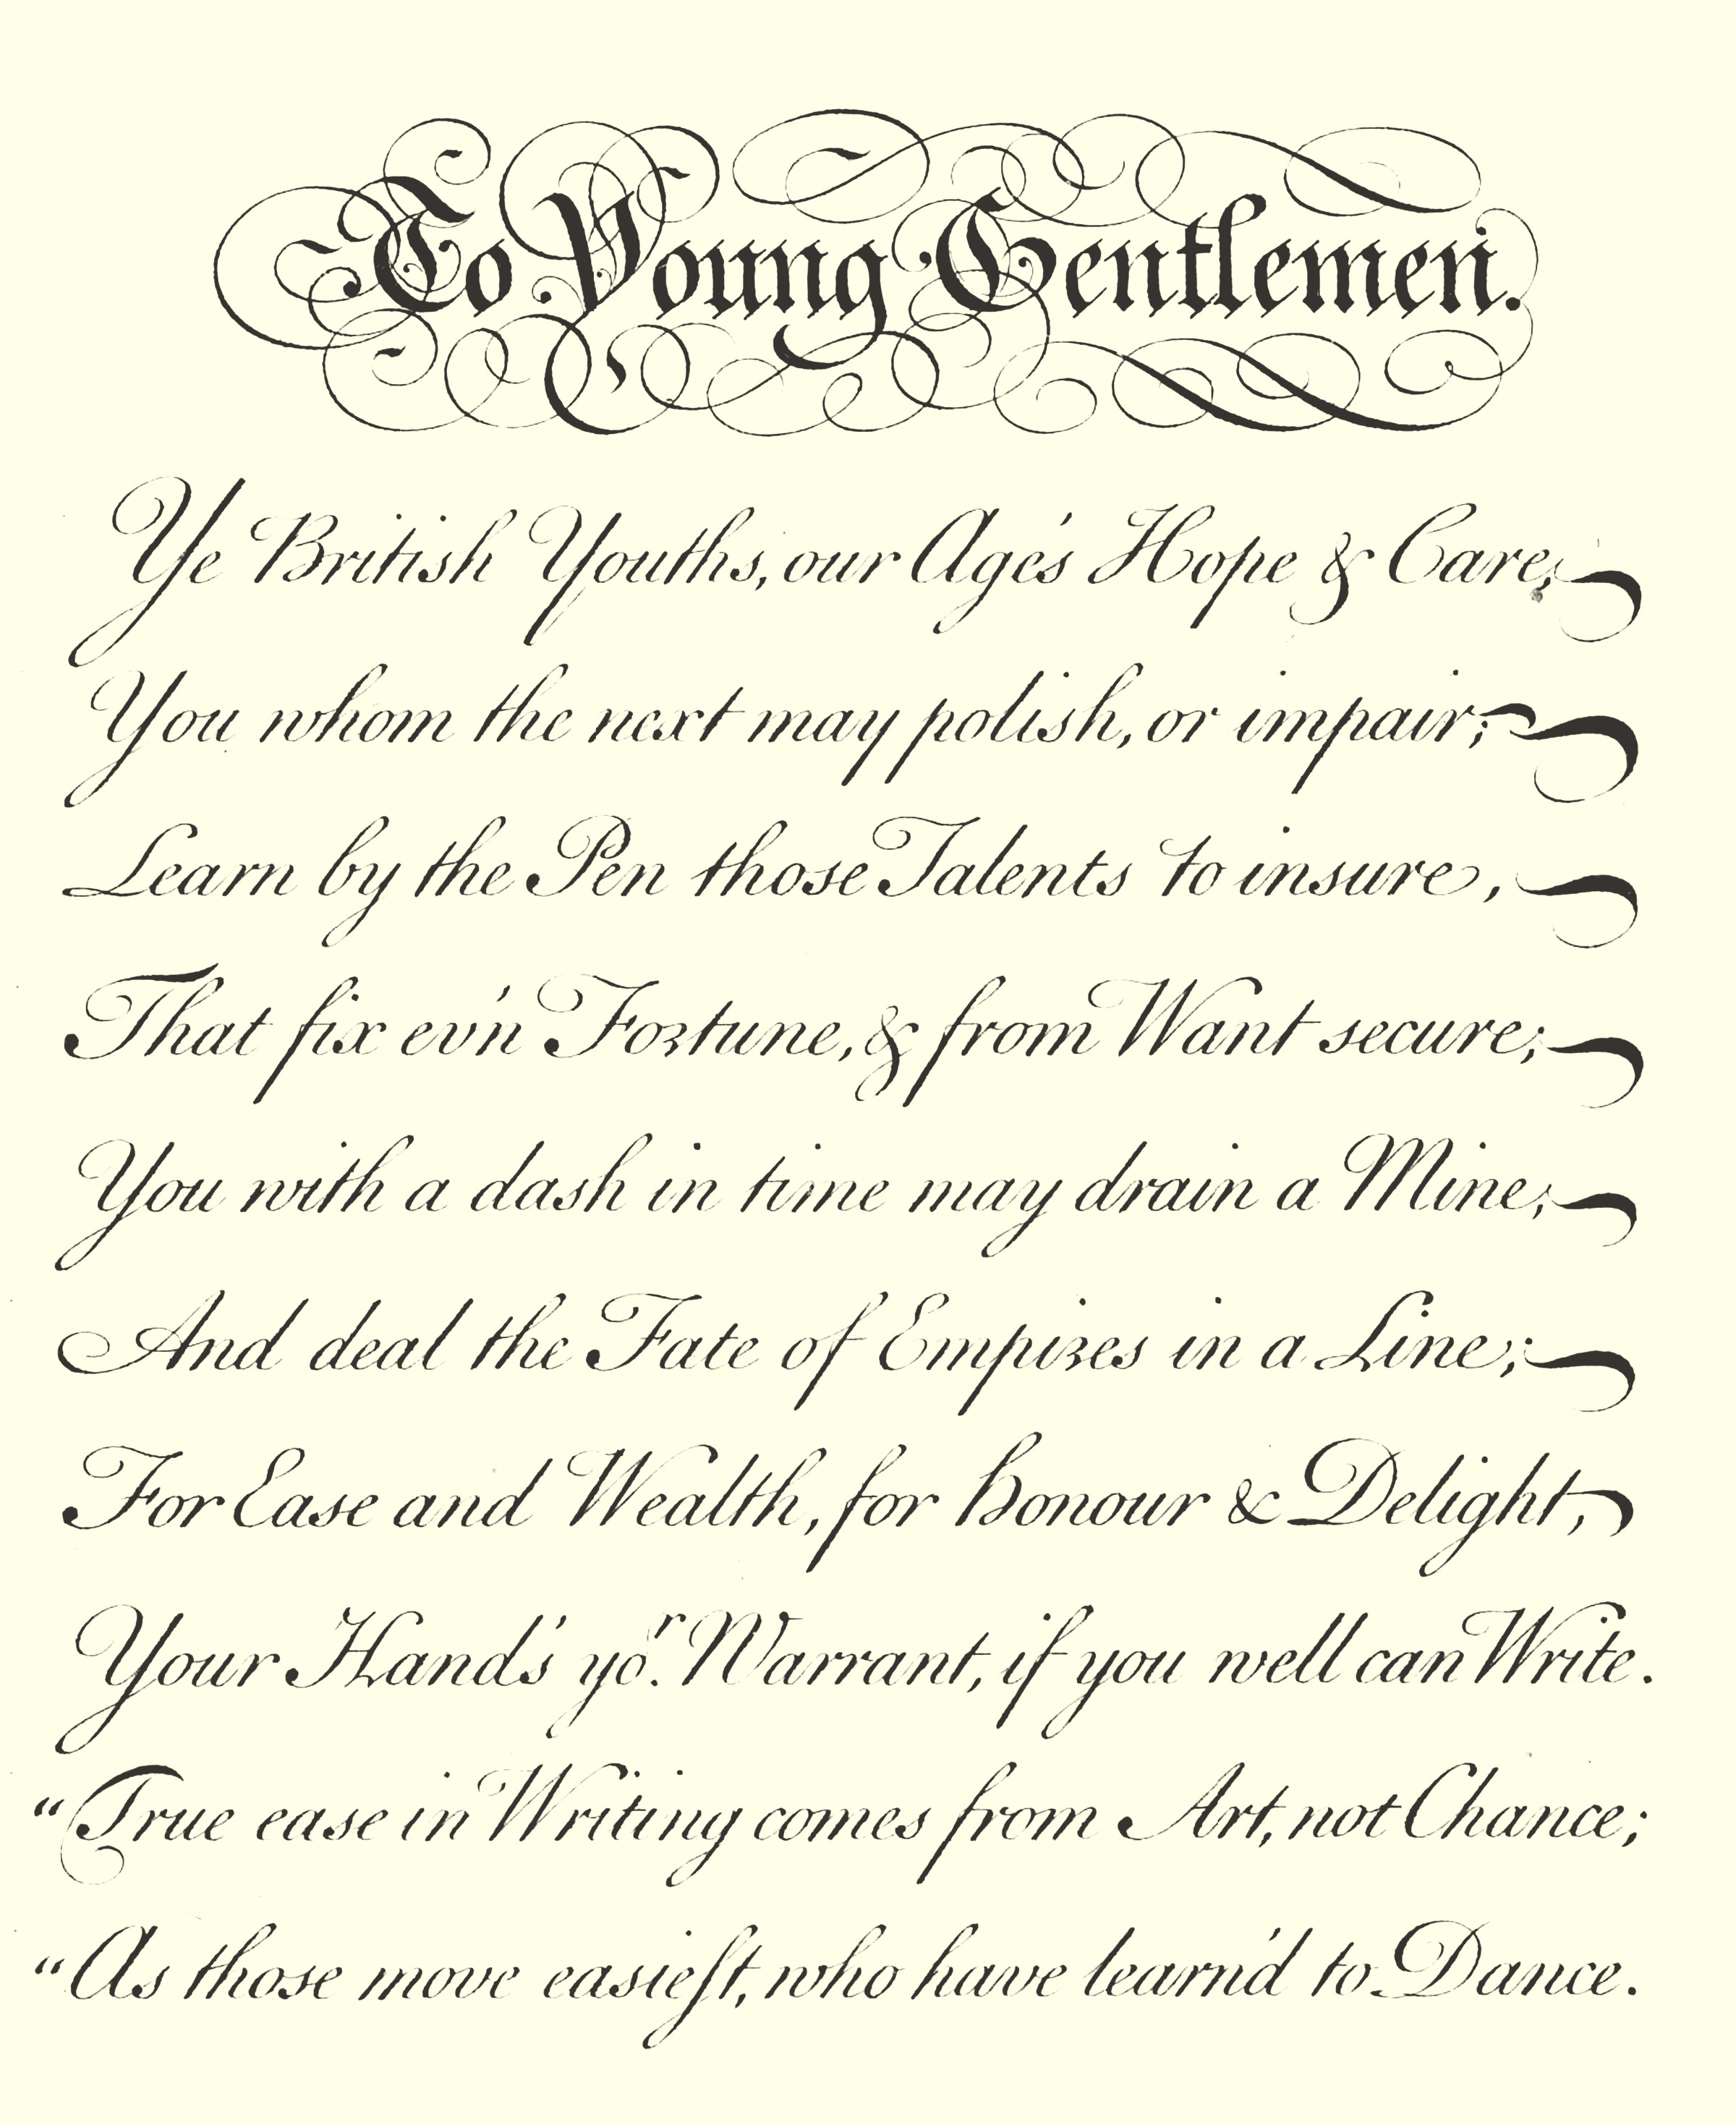 To Young Gentlemen.
Ye British Youths, our Age's Hope & Care,
You whom the next may polish, or impair;
Learn by the Pen those Talents to insure,
That fix ev'n Fortune, & from Want secure;
You with a dash in time may drain a Mine,
And deal the Fate of Empires in a Line;
For Ease and Wealth, for Honour & Delight,
Your Hand's yo.r Warrant, if you well can Write.
"True ease in Writing comes from Art, not Chance;
"As those move easieſt, who have learn'd to Dance.